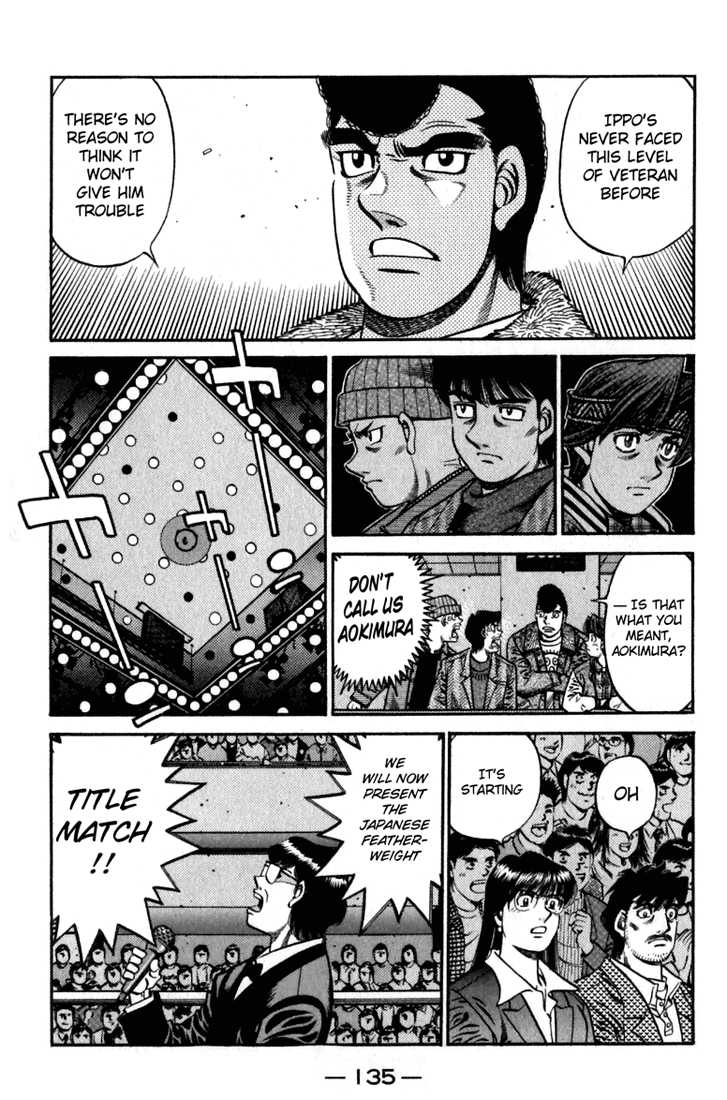 IPPO'S
NEVER FACED
THIS LEVEL
OF VETERAN
BEFORE
THERE'S NO
REASON TO
THINK IT
WON'T
GIVE HIM
TROUBLE
— IS THAT
WHAT YOU
MEANT,
AOKIMURA?
DON'T
CALL US
AOKIMURA
OH
IT'S
STARTING
WE
WILL NOW
PRESENT
THE
JAPANESE
FEATHER-
WEIGHT
TITLE
MATCH
!!
— 135 —